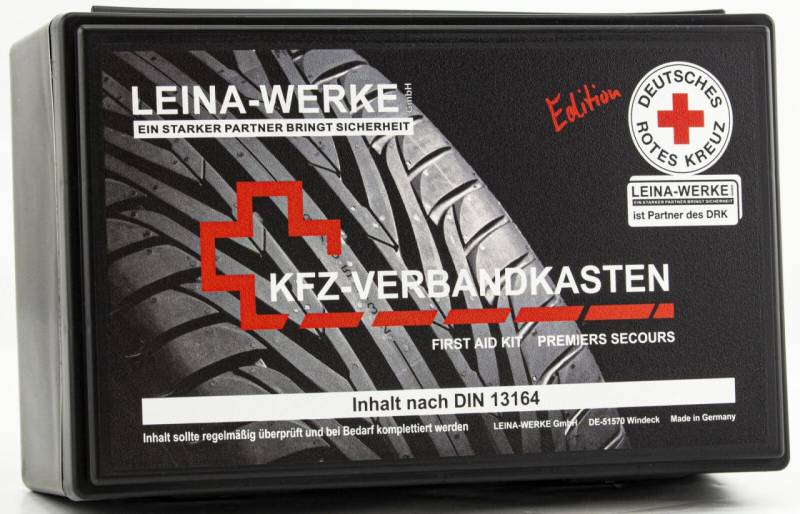 LEINA-WERKE GmbH
EIN STARKER PARTNER BRINGT SICHERHEIT
Edition
DEUTSCHES
ROTES KREUZ
LEINA-WERKE
EIN STARKER PARTNER BRINGT SICHERHEIT
ist Partner des DRK
KFZ-VERBANDKASTEN
FIRST AID KIT PREMIERS SECOURS
Inhalt nach DIN 13164
Inhalt sollte regelmäßig überprüft und bei Bedarf komplettiert werden LEINA-WERKE GmbH DE-51570 Windeck Made in Germany